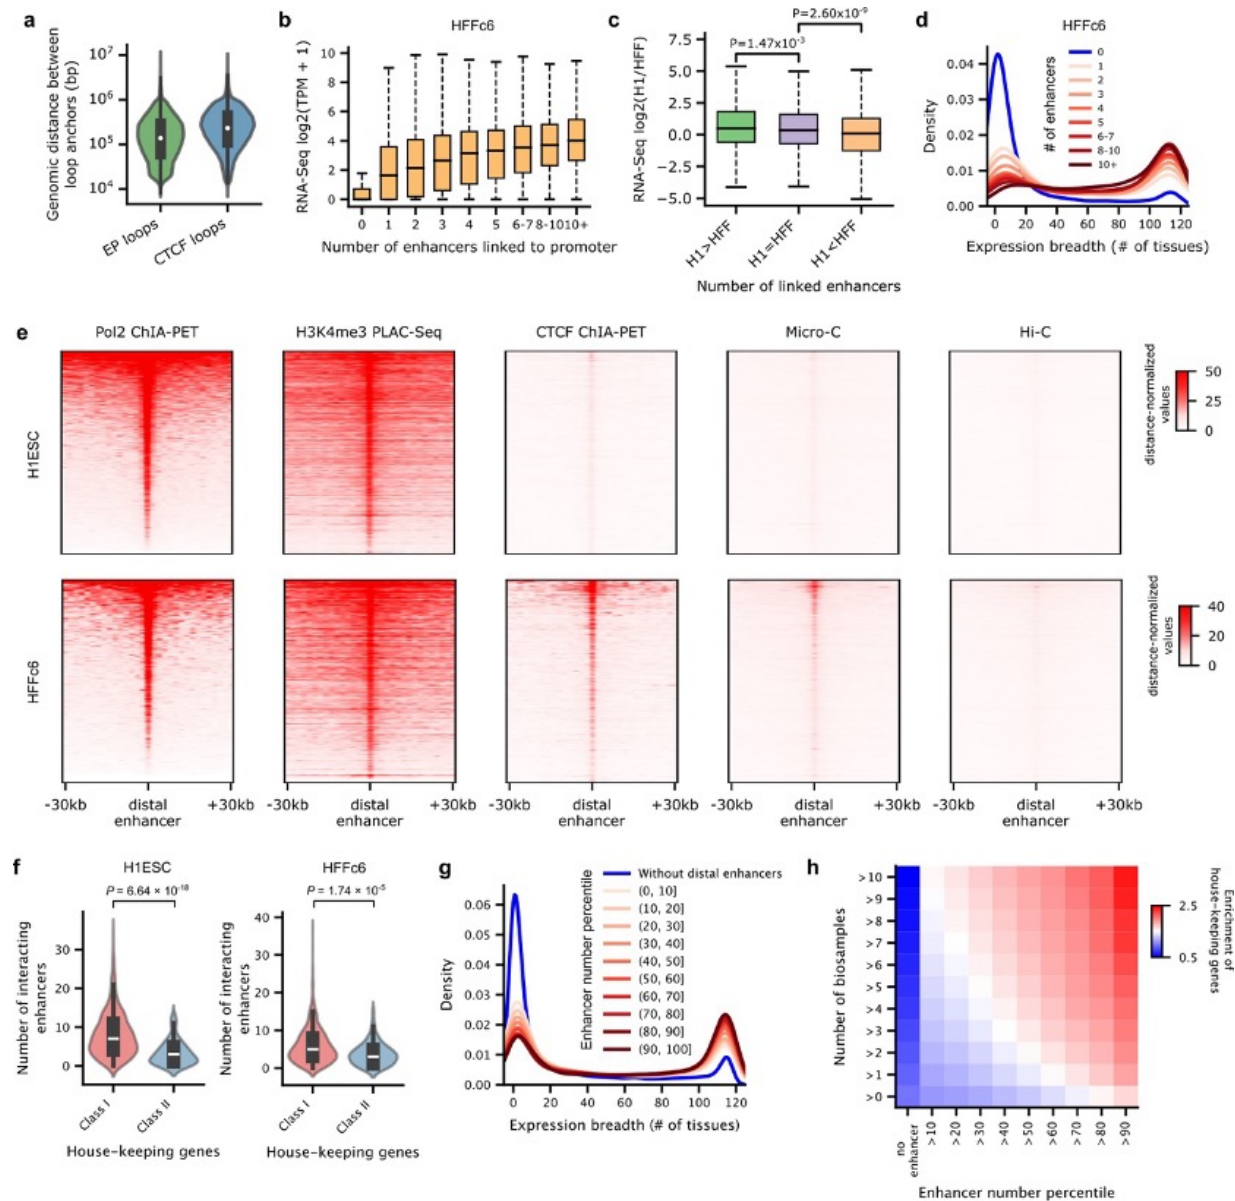 a
Genomic distance between
loop anchors (bp)
10⁷
10⁶
10⁵
10⁴
EP loops
CTCF loops
b
HFFc6
RNA-Seq log2(TPM + 1)
10
8
6
4
2
0
0 1 2 3 4 5 6-7 8-10 10+
Number of enhancers linked to promoter
c
P=2.60x10⁻⁹
P=1.47x10⁻³
RNA-Seq log2(H1/HFF)
7.5
5.0
2.5
0.0
−2.5
−5.0
H1>HFF
H1=HFF
H1<HFF
Number of linked enhancers
d
HFFc6
Density
0.04
0.03
0.02
0.01
0.00
# of enhancers
0
1
2
3
4
5
6-7
8-10
10+
0 20 40 60 80 100 120
Expression breadth (# of tissues)
e
Pol2 ChIA-PET
H3K4me3 PLAC-Seq
CTCF ChIA-PET
Micro-C
Hi-C
H1ESC
50
25
0
distance-normalized
values
HFFc6
40
20
0
distance-normalized
values
-30kb distal +30kb
enhancer
-30kb distal +30kb
enhancer
-30kb distal +30kb
enhancer
-30kb distal +30kb
enhancer
-30kb distal +30kb
enhancer
f
H1ESC
P = 6.64 × 10⁻¹⁸
Number of interacting
enhancers
30
20
10
0
Class I
Class II
House−keeping genes
HFFc6
P = 1.74 × 10⁻⁵
Number of interacting
enhancers
40
30
20
10
0
Class I
Class II
House−keeping genes
g
Density
0.06
0.05
0.04
0.03
0.02
0.01
0.00
Enhancer number percentile
Without distal enhancers
(0, 10]
(10, 20]
(20, 30]
(30, 40]
(40, 50]
(50, 60]
(60, 70]
(70, 80]
(80, 90]
(90, 100]
0 20 40 60 80 100 120
Expression breadth (# of tissues)
h
Number of biosamples
>10
>9
>8
>7
>6
>5
>4
>3
>2
>1
>0
no
enhancer
>10
>20
>30
>40
>50
>60
>70
>80
>90
Enhancer number percentile
2.5
0.5
Enrichment of
house−keeping genes